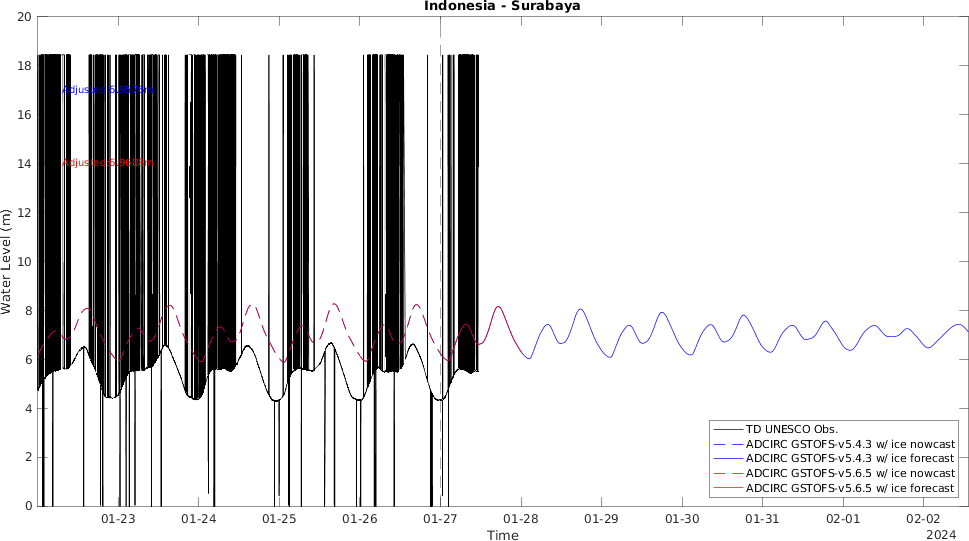 Indonesia - Surabaya
Water Level (m)
20
18
16
14
12
10
8
6
4
2
0
Adjusted
Adjusted
01-23
01-24
01-25
01-26
01-27
01-28
01-29
01-30
01-31
02-01
02-02
2024
Time
TD UNESCO Obs.
ADCIRC GSTOFS-v5.4.3 w/ ice nowcast
ADCIRC GSTOFS-v5.4.3 w/ ice forecast
ADCIRC GSTOFS-v5.6.5 w/ ice nowcast
ADCIRC GSTOFS-v5.6.5 w/ ice forecast